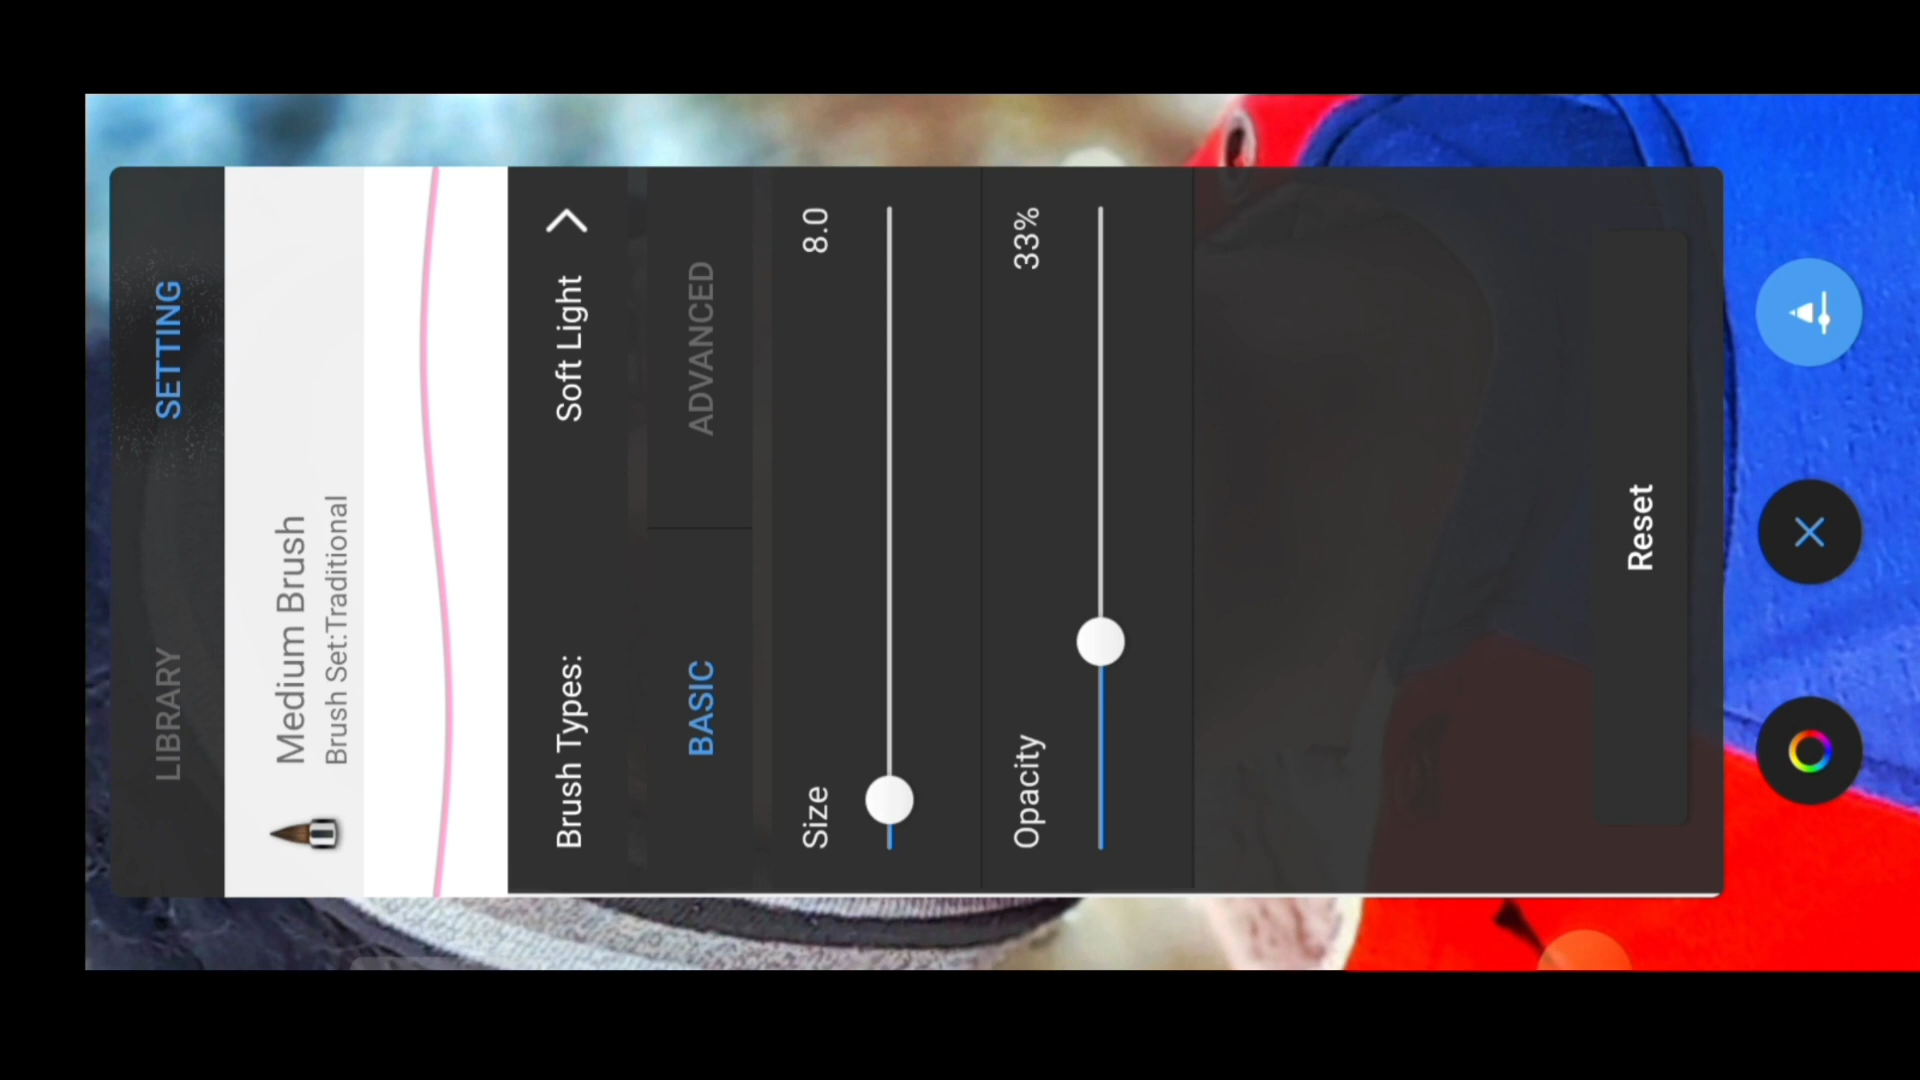 LIBRARY SETTING
Medium Brush
Brush Set:Traditional
Brush Types: Soft Light
BASIC ADVANCED
Size 8.0
Opacity 33%
Reset